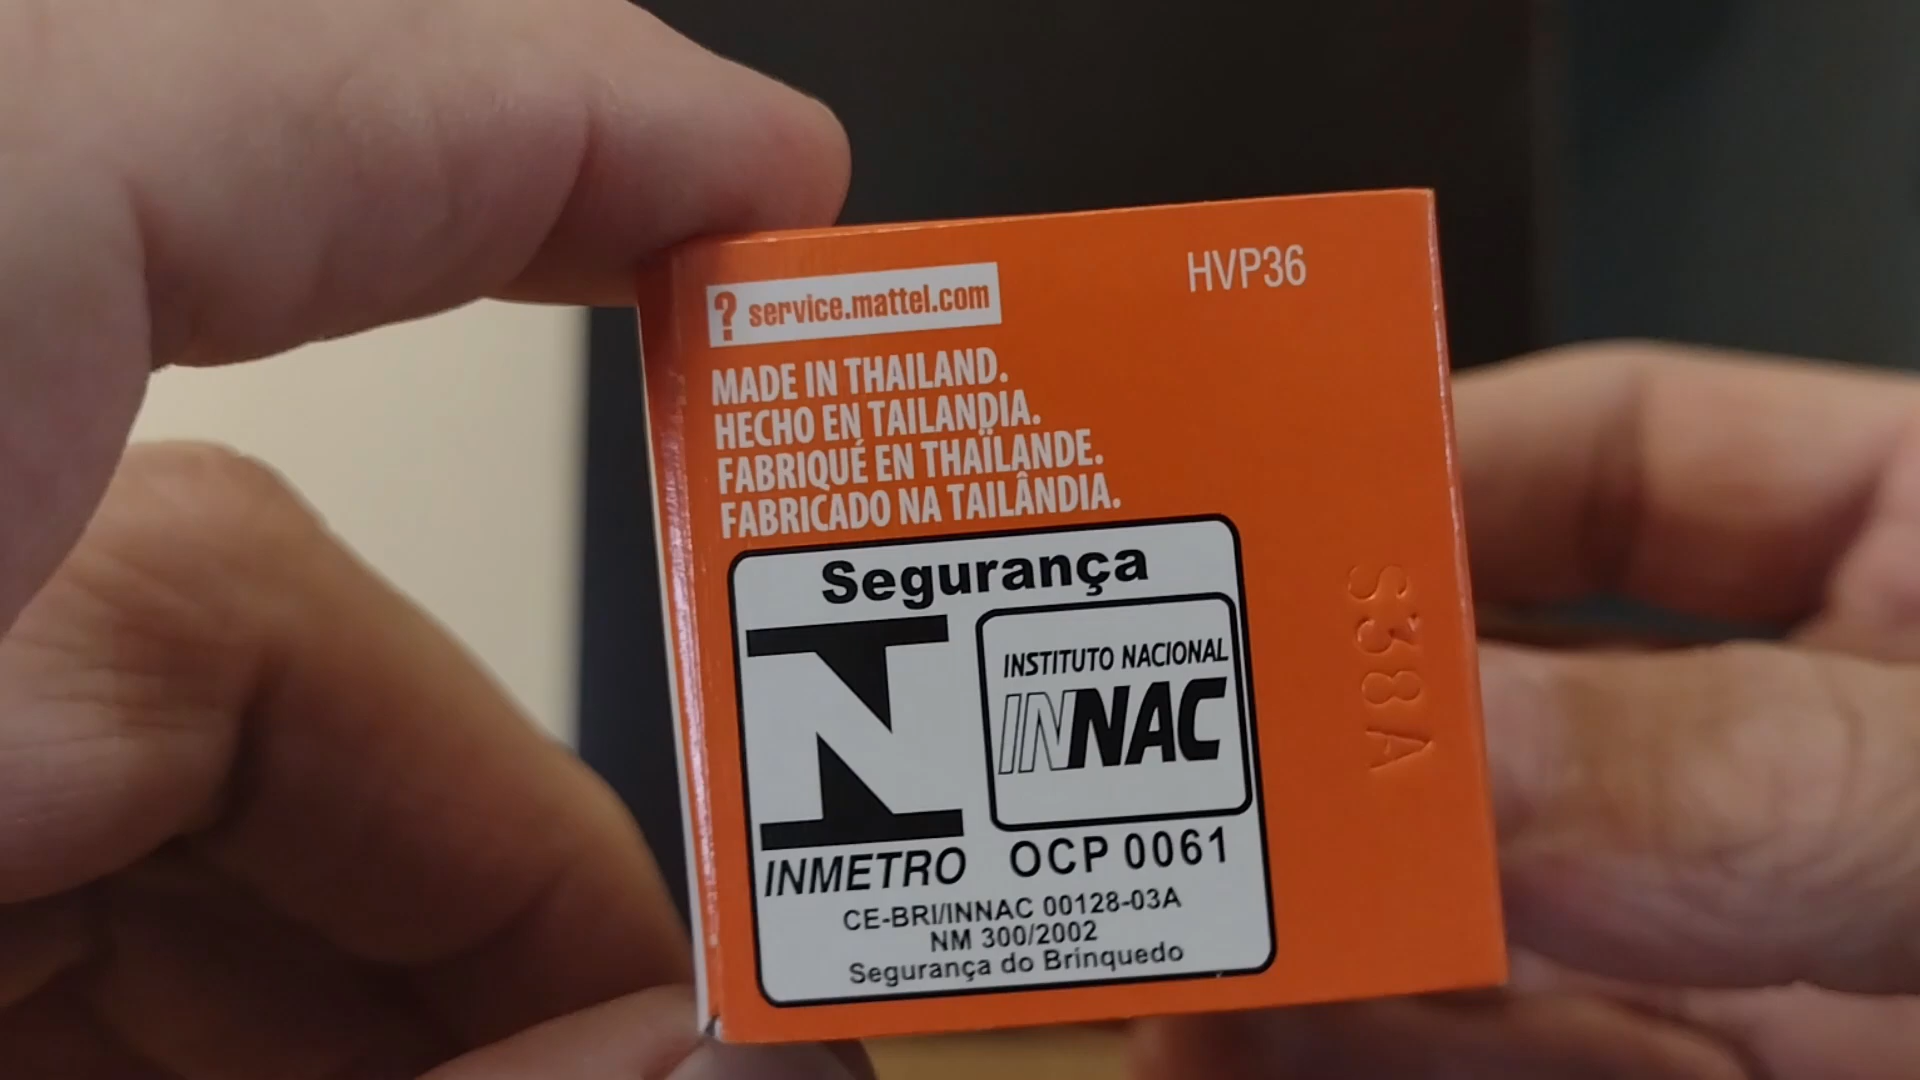 ? service.mattel.com
HVP36
MADE IN THAILAND.
HECHO EN TAILANDIA.
FABRIQUÉ EN THAÏLANDE.
FABRICADO NA TAILÂNDIA.
Segurança
INSTITUTO NACIONAL
INNAC
INMETRO
OCP 0061
CE-BRI/INNAC 00128-03A
NM 300/2002
Segurança do Brinquedo
S38A